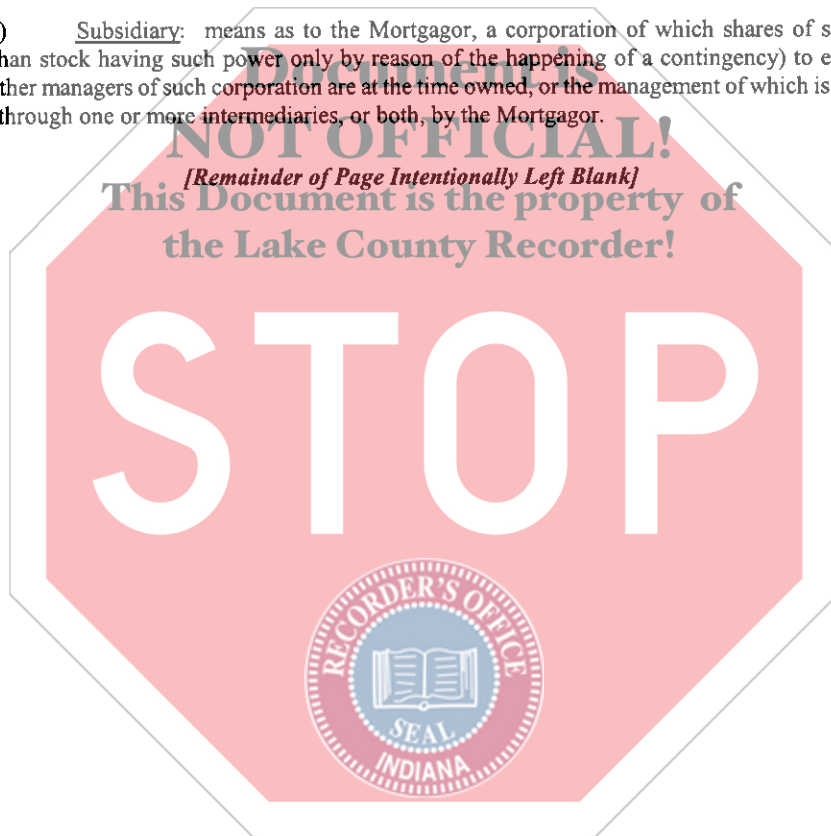 ) Subsidiary: means as to the Mortgagor, a corporation of which shares of s
han stock having such power only by reason of the happening of a contingency) to e
ther managers of such corporation are at the time owned, or the management of which is
through one or more intermediaries, or both, by the Mortgagor.
Document is
NOT OFFICIAL!
[Remainder of Page Intentionally Left Blank]
This Document is the property of
the Lake County Recorder!
STOP
RECORDER'S OFFICE
SEAL
INDIANA